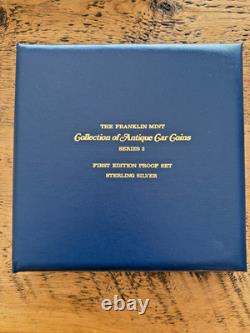 THE FRANKLIN MINT
Collection of Antique Car Coins
SERIES 2
FIRST EDITION PROOF SET
STERLING SILVER